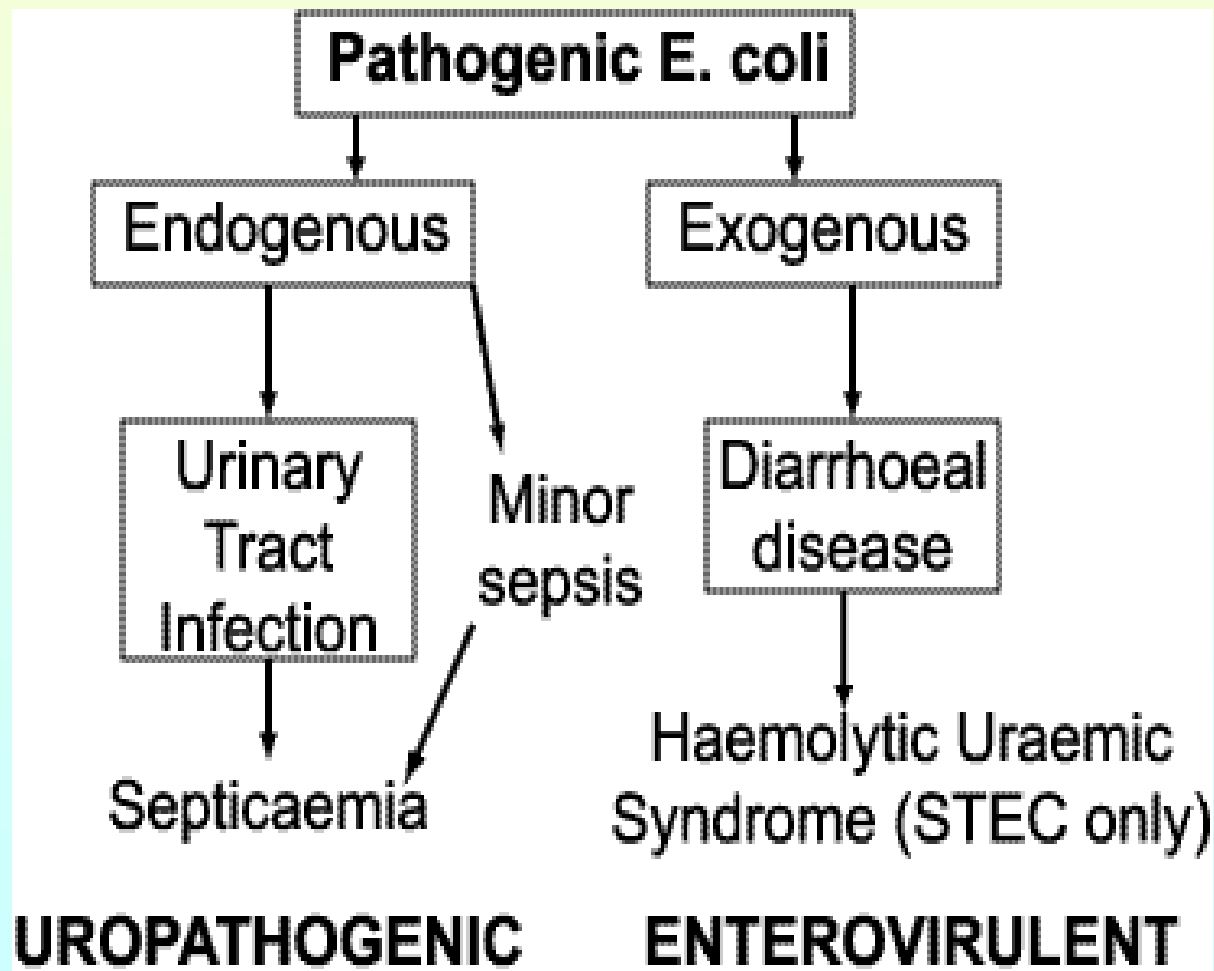 Pathogenic E. coli
Endogenous
Exogenous
Urinary
Tract
Infection
Minor
sepsis
Diarrhoeal
disease
Septicaemia
Haemolytic Uraemic
Syndrome (STEC only)
UROPATHOGENIC
ENTEROVIRULENT